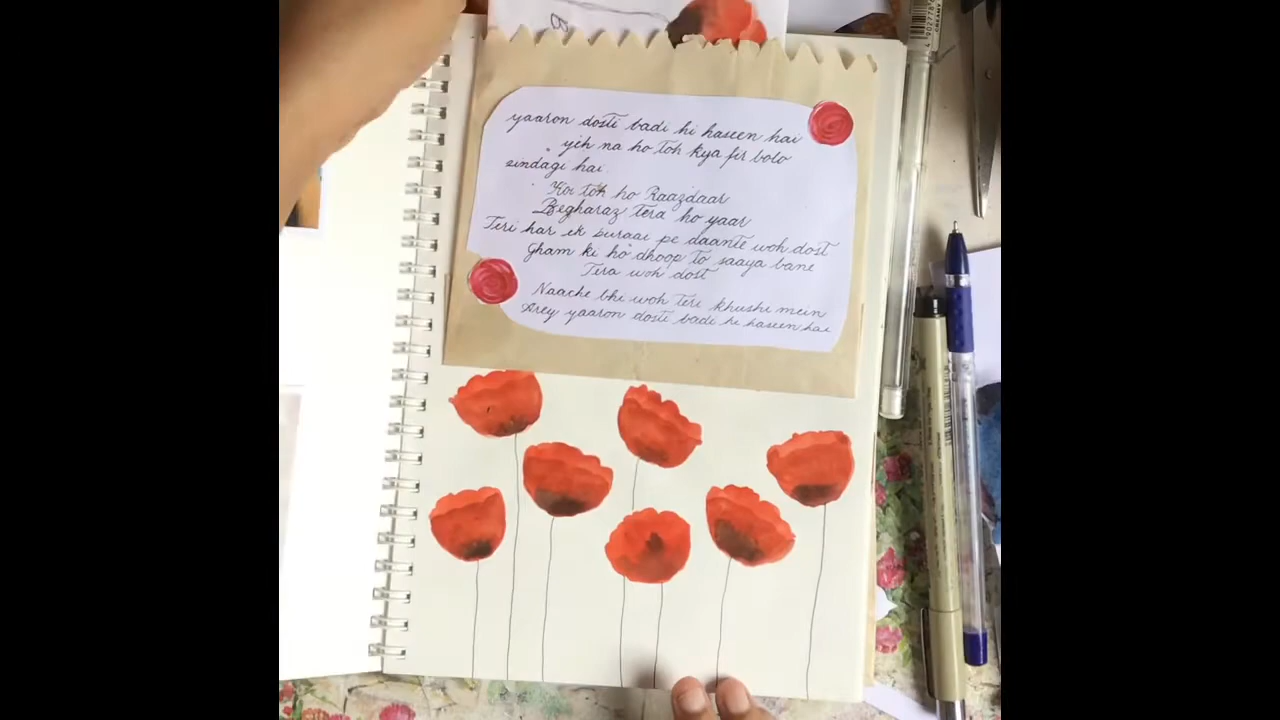 yaaron dosti badi hi haseen hai
yeh na ho toh kya fir bolo
zindagi hai.
Koi toh ho Raazdaar
Begharaz tera ho yaar
Teri har ek buraai pe daante woh dost
Gham ki ho dhoop to saaya bane
Tera woh dost
Naache bhi woh teri khushi mein
Arey yaaron dosti badi hi haseen hai